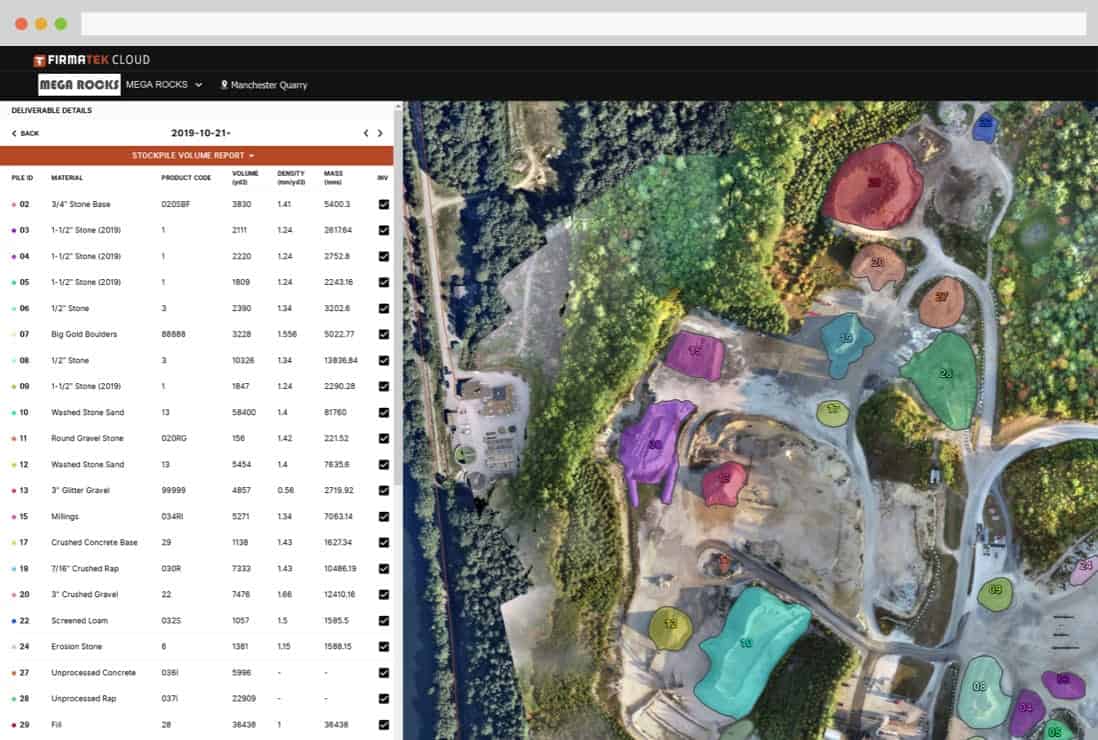 FIRMATEK CLOUD
MEGA ROCKS MEGA ROCKS Manchester Quarry
DELIVERABLE DETAILS
BACK 2019-10-21-
STOCKPILE VOLUME REPORT
PILE ID MATERIAL PRODUCT CODE VOLUME (yd3) DENSITY (tnn/yd3) MASS (tnns) INV
02 3/4" Stone Base 020SBF 3830 1.41 5400.3
03 1-1/2" Stone (2019) 1 2111 1.24 2617.64
04 1-1/2" Stone (2019) 1 2220 1.24 2752.8
05 1-1/2" Stone (2019) 1 1809 1.24 2243.16
06 1/2" Stone 3 2390 1.34 3202.6
07 Big Gold Boulders 88888 3228 1.556 5022.77
08 1/2" Stone 3 10326 1.34 13836.84
09 1-1/2" Stone (2019) 1 1847 1.24 2290.28
10 Washed Stone Sand 13 58400 1.4 81760
11 Round Gravel Stone 020RG 156 1.42 221.52
12 Washed Stone Sand 13 5454 1.4 7635.6
13 3" Glitter Gravel 99999 4857 0.56 2719.92
15 Millings 034RI 5271 1.34 7063.14
17 Crushed Concrete Base 29 1138 1.43 1627.34
19 7/16" Crushed Rap 030R 7333 1.43 10486.19
20 3" Crushed Gravel 22 7476 1.66 12410.16
22 Screened Loam 032S 1057 1.5 1585.5
24 Erosion Stone 6 1381 1.15 1588.15
27 Unprocessed Concrete 036i 5996 - -
28 Unprocessed Rap 037i 22909 - -
29 Fill 28 36438 1 36438
22
29
20
27
19
15
28
17
30
13
11
24
09
12
10
08
03
04
05